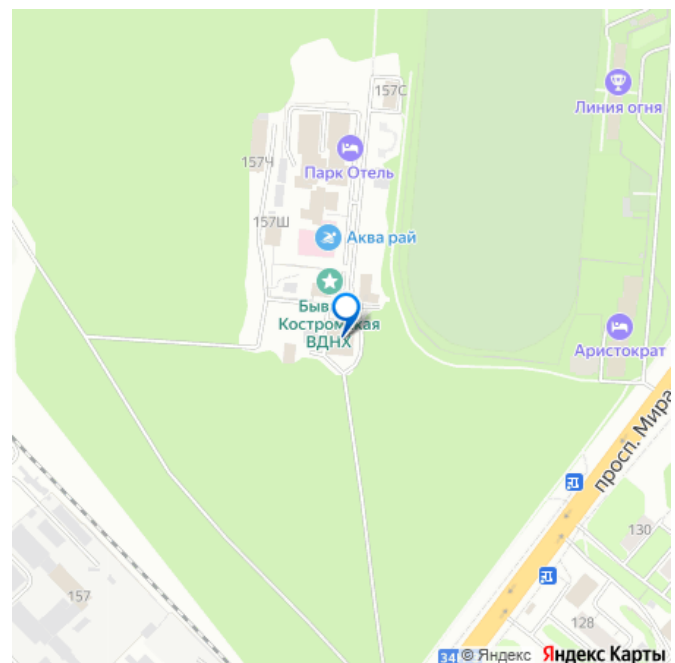 157С
Линия огня
157Ч
Парк Отель
157Ш
Аква рай
Быв
Костромская
ВДНХ
Аристократ
просп. Мира
130
157
128
34
© Яндекс Яндекс Карты